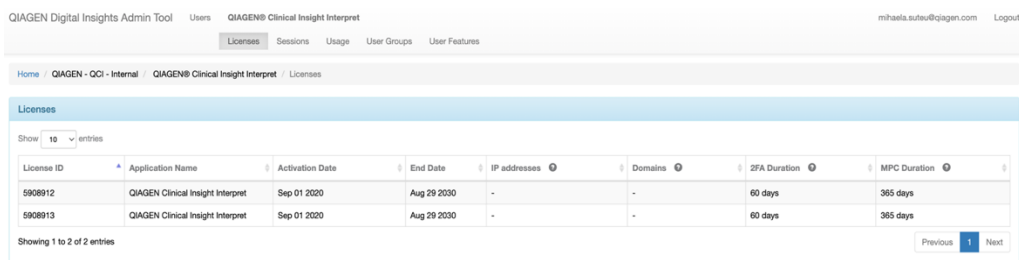 QIAGEN Digital Insights Admin Tool Users QIAGEN® Clinical Insight Interpret mihaela.suteu@qiagen.com Logout
Licenses Sessions Usage User Groups User Features
Home / QIAGEN - QCI - Internal / QIAGEN® Clinical Insight Interpret / Licenses
Licenses
Show 10 entries
License ID Application Name Activation Date End Date IP addresses Domains 2FA Duration MPC Duration
5908912 QIAGEN Clinical Insight Interpret Sep 01 2020 Aug 29 2030 - - 60 days 365 days
5908913 QIAGEN Clinical Insight Interpret Sep 01 2020 Aug 29 2030 - - 60 days 365 days
Showing 1 to 2 of 2 entries Previous 1 Next